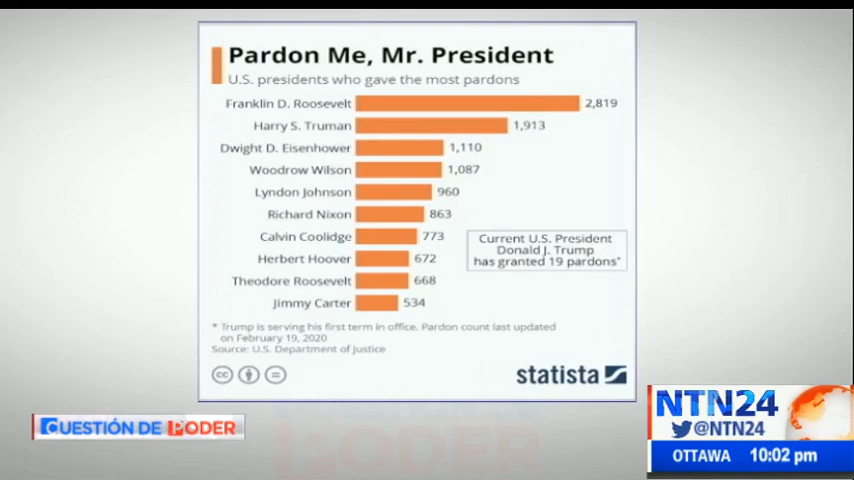 Pardon Me, Mr. President
U.S. presidents who gave the most pardons
Franklin D. Roosevelt 2,819
Harry S. Truman 1,913
Dwight D. Eisenhower 1,110
Woodrow Wilson 1,087
Lyndon Johnson 960
Richard Nixon 863
Calvin Coolidge 773
Herbert Hoover 672
Theodore Roosevelt 668
Jimmy Carter 534
Current U.S. President
Donald J. Trump
has granted 19 pardons*
* Trump is serving his first term in office. Pardon count last updated
on February 19, 2020
Source: U.S. Department of Justice
cc
statista
CUESTIÓN DE PODER
PODER
NTN24
@NTN24
OTTAWA 10:02 pm